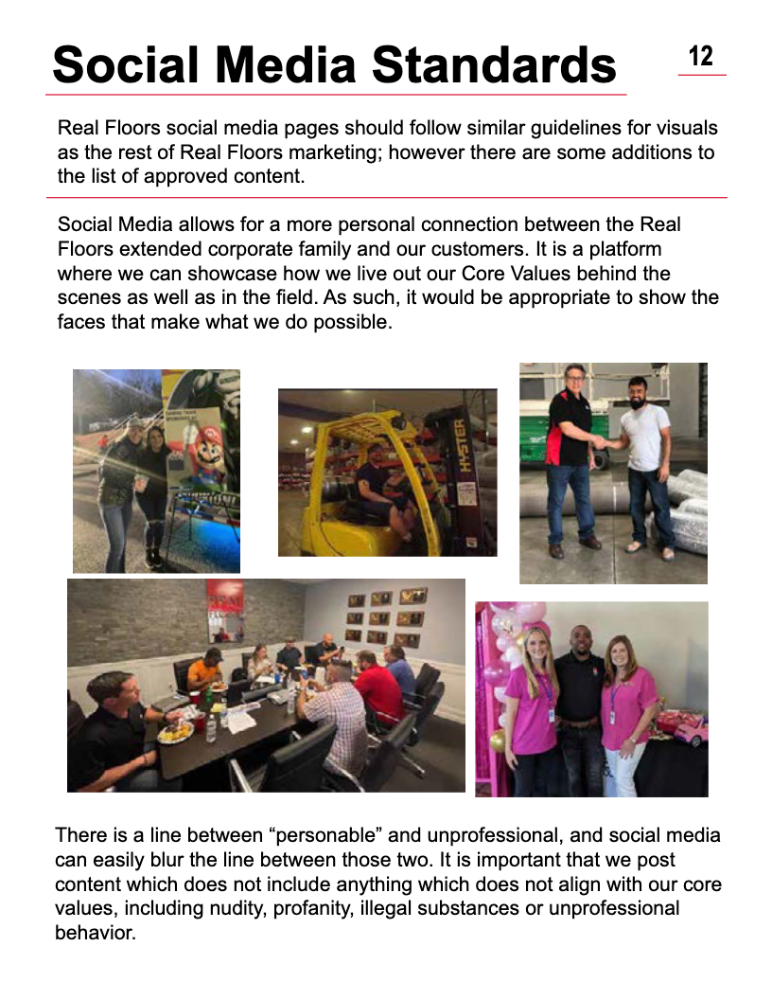 Social Media Standards
12
Real Floors social media pages should follow similar guidelines for visuals
as the rest of Real Floors marketing; however there are some additions to
the list of approved content.
Social Media allows for a more personal connection between the Real
Floors extended corporate family and our customers. It is a platform
where we can showcase how we live out our Core Values behind the
scenes as well as in the field. As such, it would be appropriate to show the
faces that make what we do possible.
HYSTER
There is a line between “personable” and unprofessional, and social media
can easily blur the line between those two. It is important that we post
content which does not include anything which does not align with our core
values, including nudity, profanity, illegal substances or unprofessional
behavior.